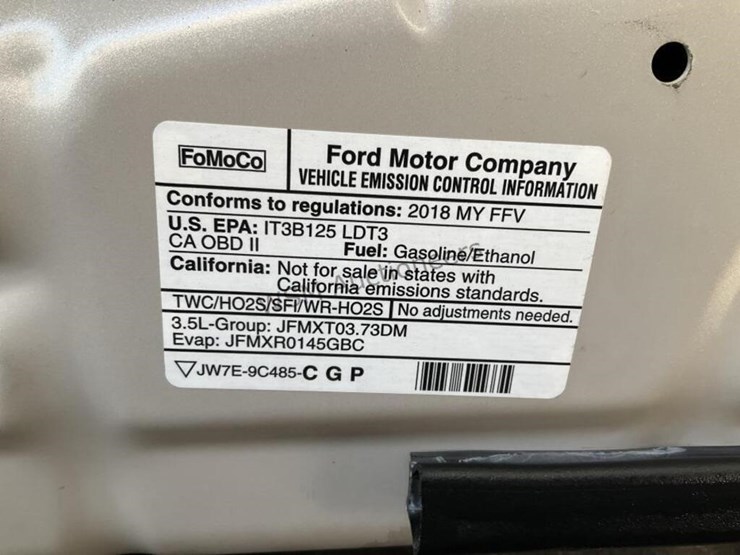 FoMoCo
Ford Motor Company
VEHICLE EMISSION CONTROL INFORMATION
Conforms to regulations: 2018 MY FFV
U.S. EPA: IT3B125 LDT3
CA OBD II Fuel: Gasoline/Ethanol
California: Not for sale in states with
California emissions standards.
TWC/HO2S/SFI/WR-HO2S No adjustments needed.
3.5L-Group: JFMXT03.73DM
Evap: JFMXR0145GBC
JW7E-9C485-C G P